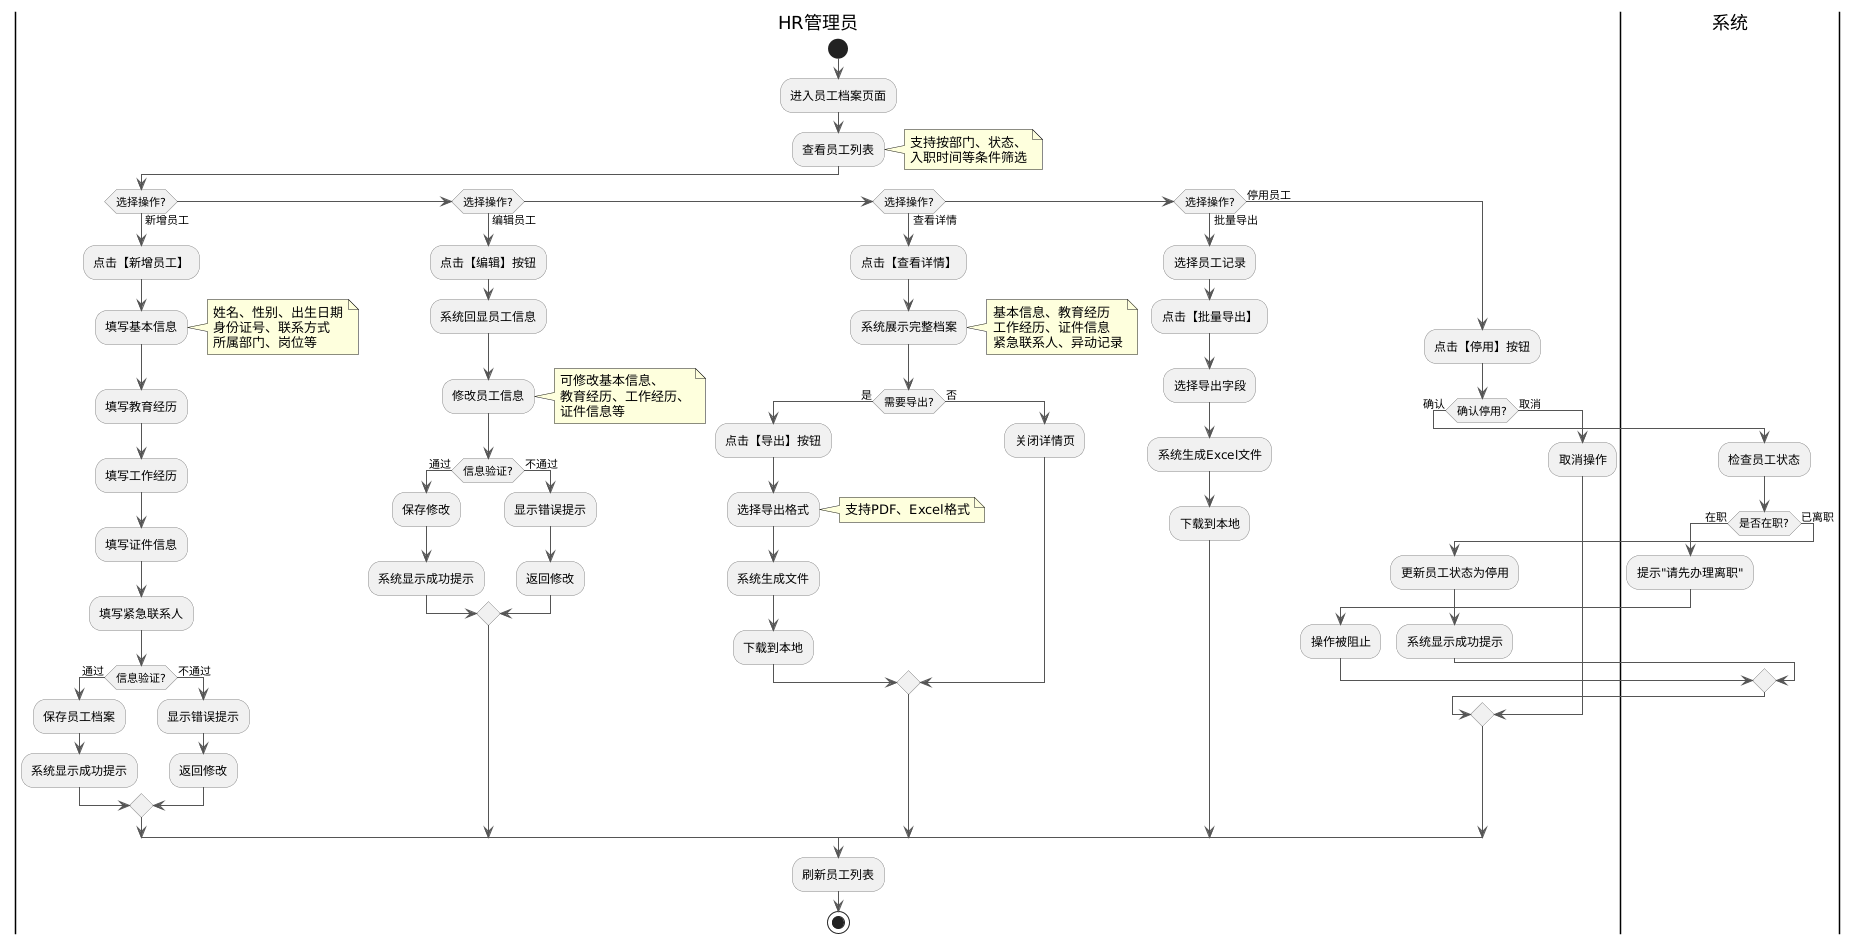 HR管理员
系统
进入员工档案页面
查看员工列表
支持按部门、状态、
入职时间等条件筛选
选择操作?
新增员工
点击【新增员工】
填写基本信息
姓名、性别、出生日期
身份证号、联系方式
所属部门、岗位等
填写教育经历
填写工作经历
填写证件信息
填写紧急联系人
信息验证?
通过
不通过
保存员工档案
系统显示成功提示
显示错误提示
返回修改
选择操作?
编辑员工
点击【编辑】按钮
系统回显员工信息
修改员工信息
可修改基本信息、
教育经历、工作经历、
证件信息等
信息验证?
通过
不通过
保存修改
系统显示成功提示
显示错误提示
返回修改
选择操作?
查看详情
点击【查看详情】
系统展示完整档案
基本信息、教育经历
工作经历、证件信息
紧急联系人、异动记录
需要导出?
是
否
点击【导出】按钮
选择导出格式
支持PDF、Excel格式
系统生成文件
下载到本地
关闭详情页
选择操作?
批量导出
选择员工记录
点击【批量导出】
选择导出字段
系统生成Excel文件
下载到本地
停用员工
点击【停用】按钮
确认停用?
确认
取消
取消操作
检查员工状态
是否在职?
在职
已离职
提示"请先办理离职"
更新员工状态为停用
操作被阻止
系统显示成功提示
刷新员工列表